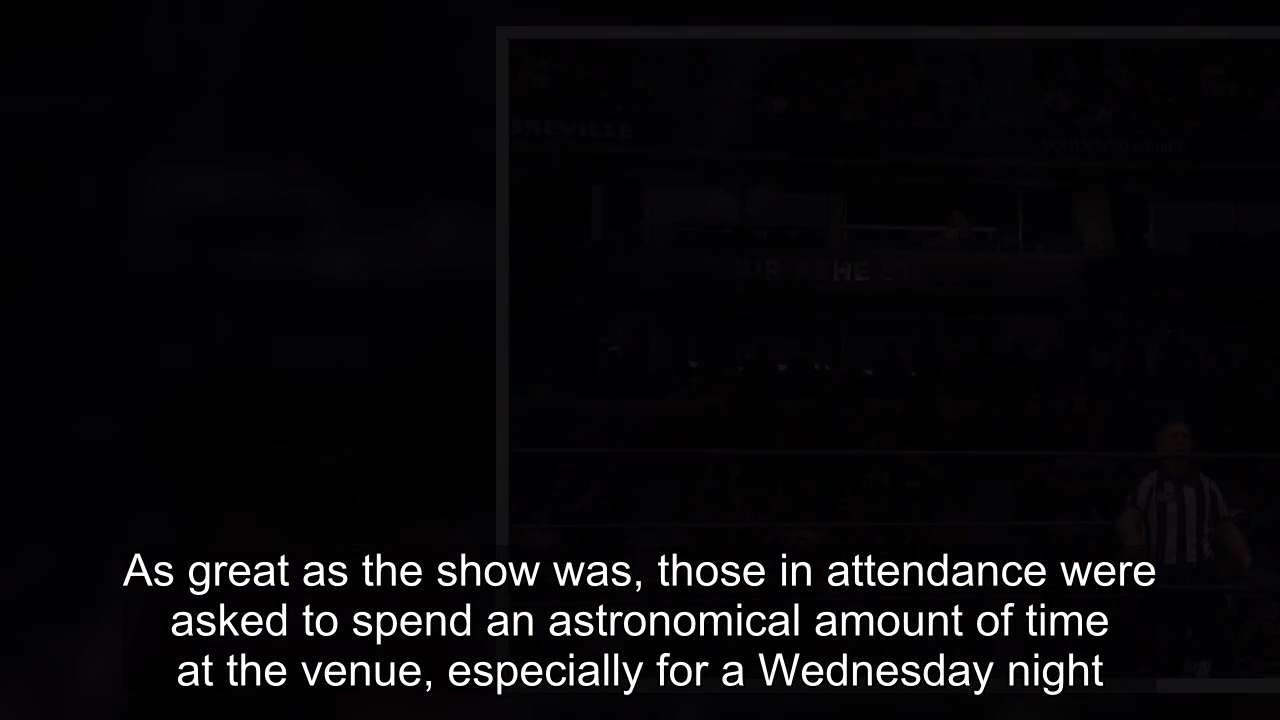 As great as the show was, those in attendance were
asked to spend an astronomical amount of time
at the venue, especially for a Wednesday night